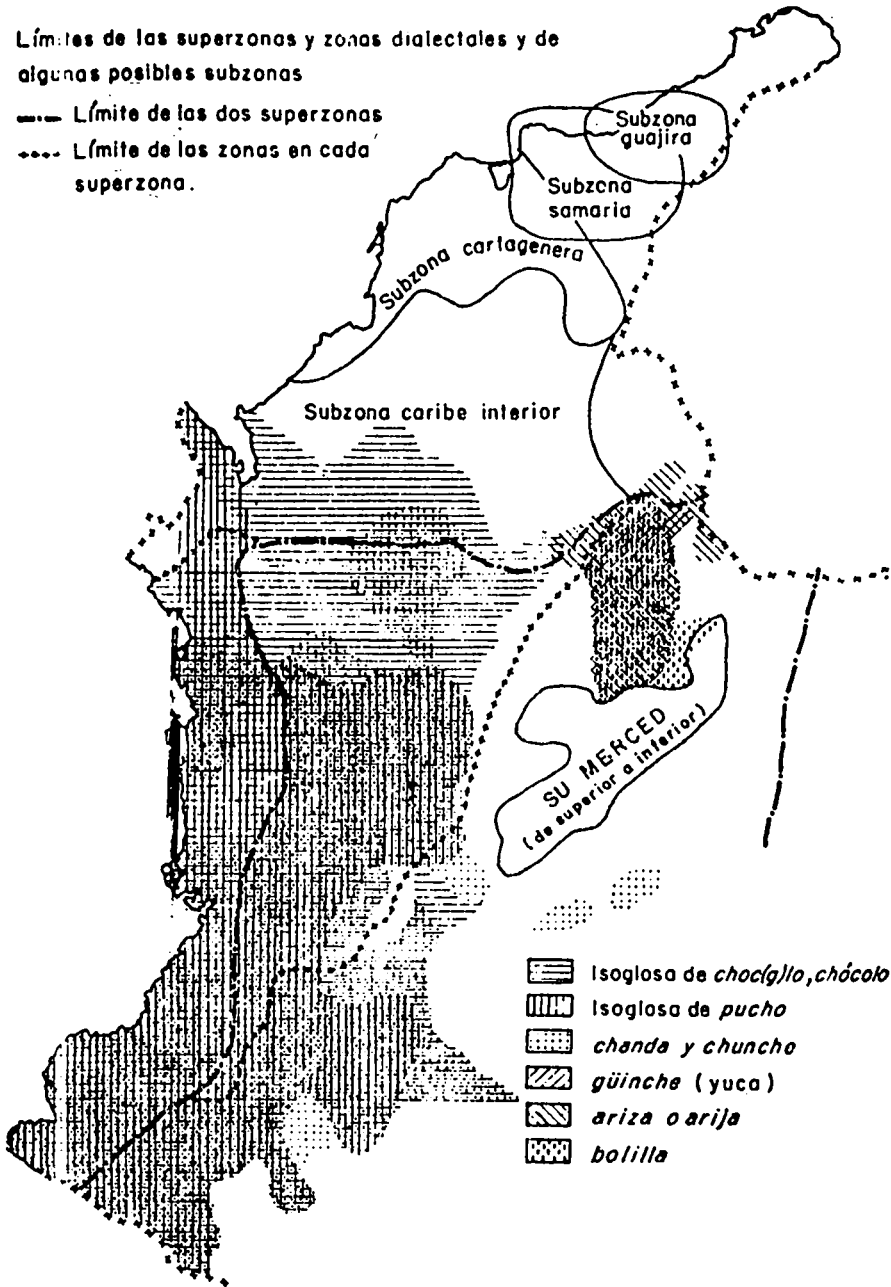 Límites de las superzonas y zonas dialectales y de
algunas posibles subzonas
Límite de las dos superzonas
Límite de las zonas en cada
superzona.
Subzona
guajira
Subzona
samaria
Subzona cartagenera
Subzona caribe interior
SU MERCED
(de superior a inferior)
Isoglosa de choc(g)lo, chócolo
Isoglosa de pucho
chanda y chuncho
güinche (yuca)
ariza o arija
bolilla